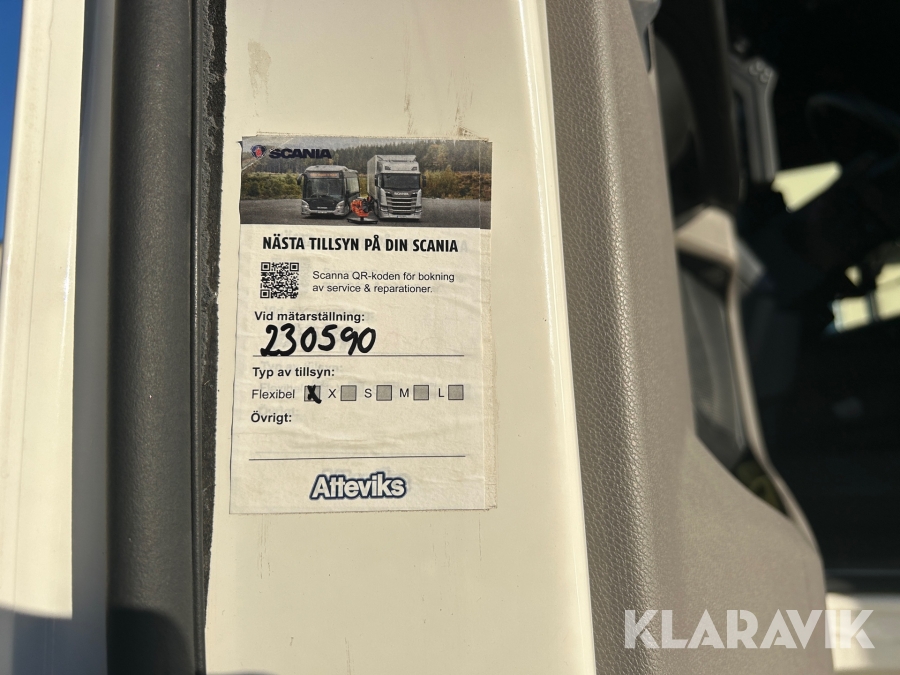 SCANIA
NÄSTA TILLSYN PÅ DIN SCANIA
Scanna QR-koden för bokning
av service & reparationer.
Vid mätarställning:
230590
Typ av tillsyn:
Flexibel X S M L
Övrigt:
Atteviks
KLARAVIK